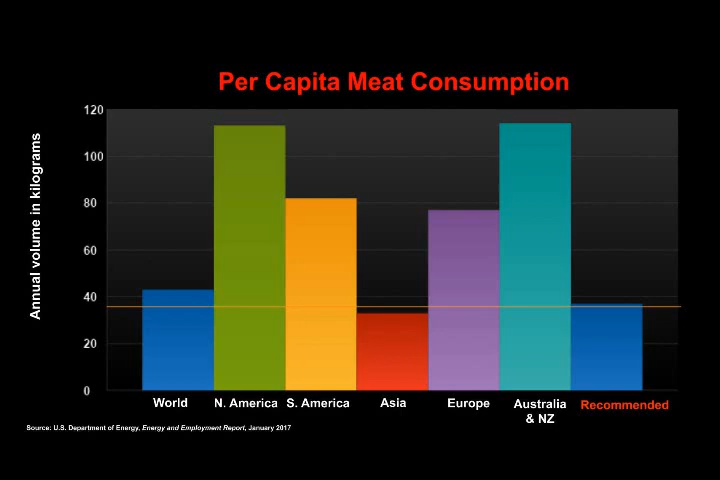 Per Capita Meat Consumption
Annual volume in kilograms
120
100
80
60
40
20
0
World N. America S. America Asia Europe Australia & NZ Recommended
Source: U.S. Department of Energy, Energy and Employment Report, January 2017